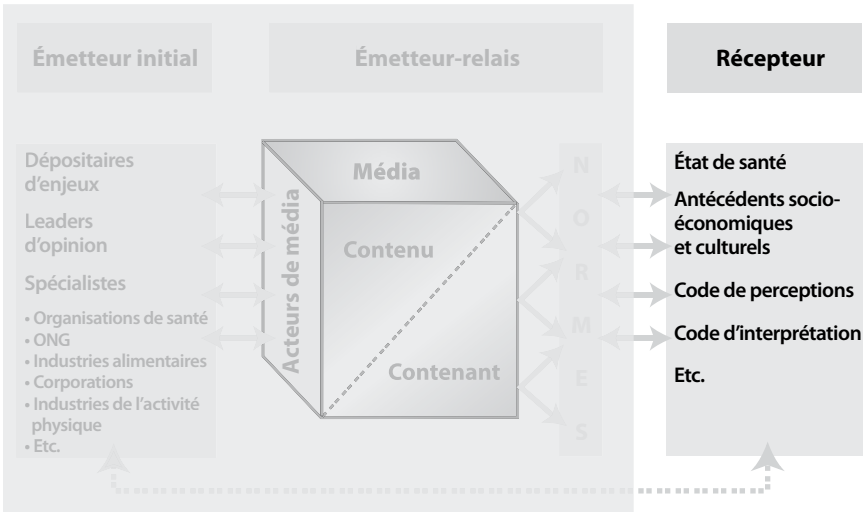 Émetteur initial
Émetteur-relais
Récepteur
Dépositaires
d'enjeux
Leaders
d'opinion
Spécialistes
• Organisations de santé
• ONG
• Industries alimentaires
• Corporations
• Industries de l'activité
physique
• Etc.
Acteurs de média
Média
Contenu
Contenant
N
O
R
M
E
S
État de santé
Antécédents socio-
économiques
et culturels
Code de perceptions
Code d'interprétation
Etc.